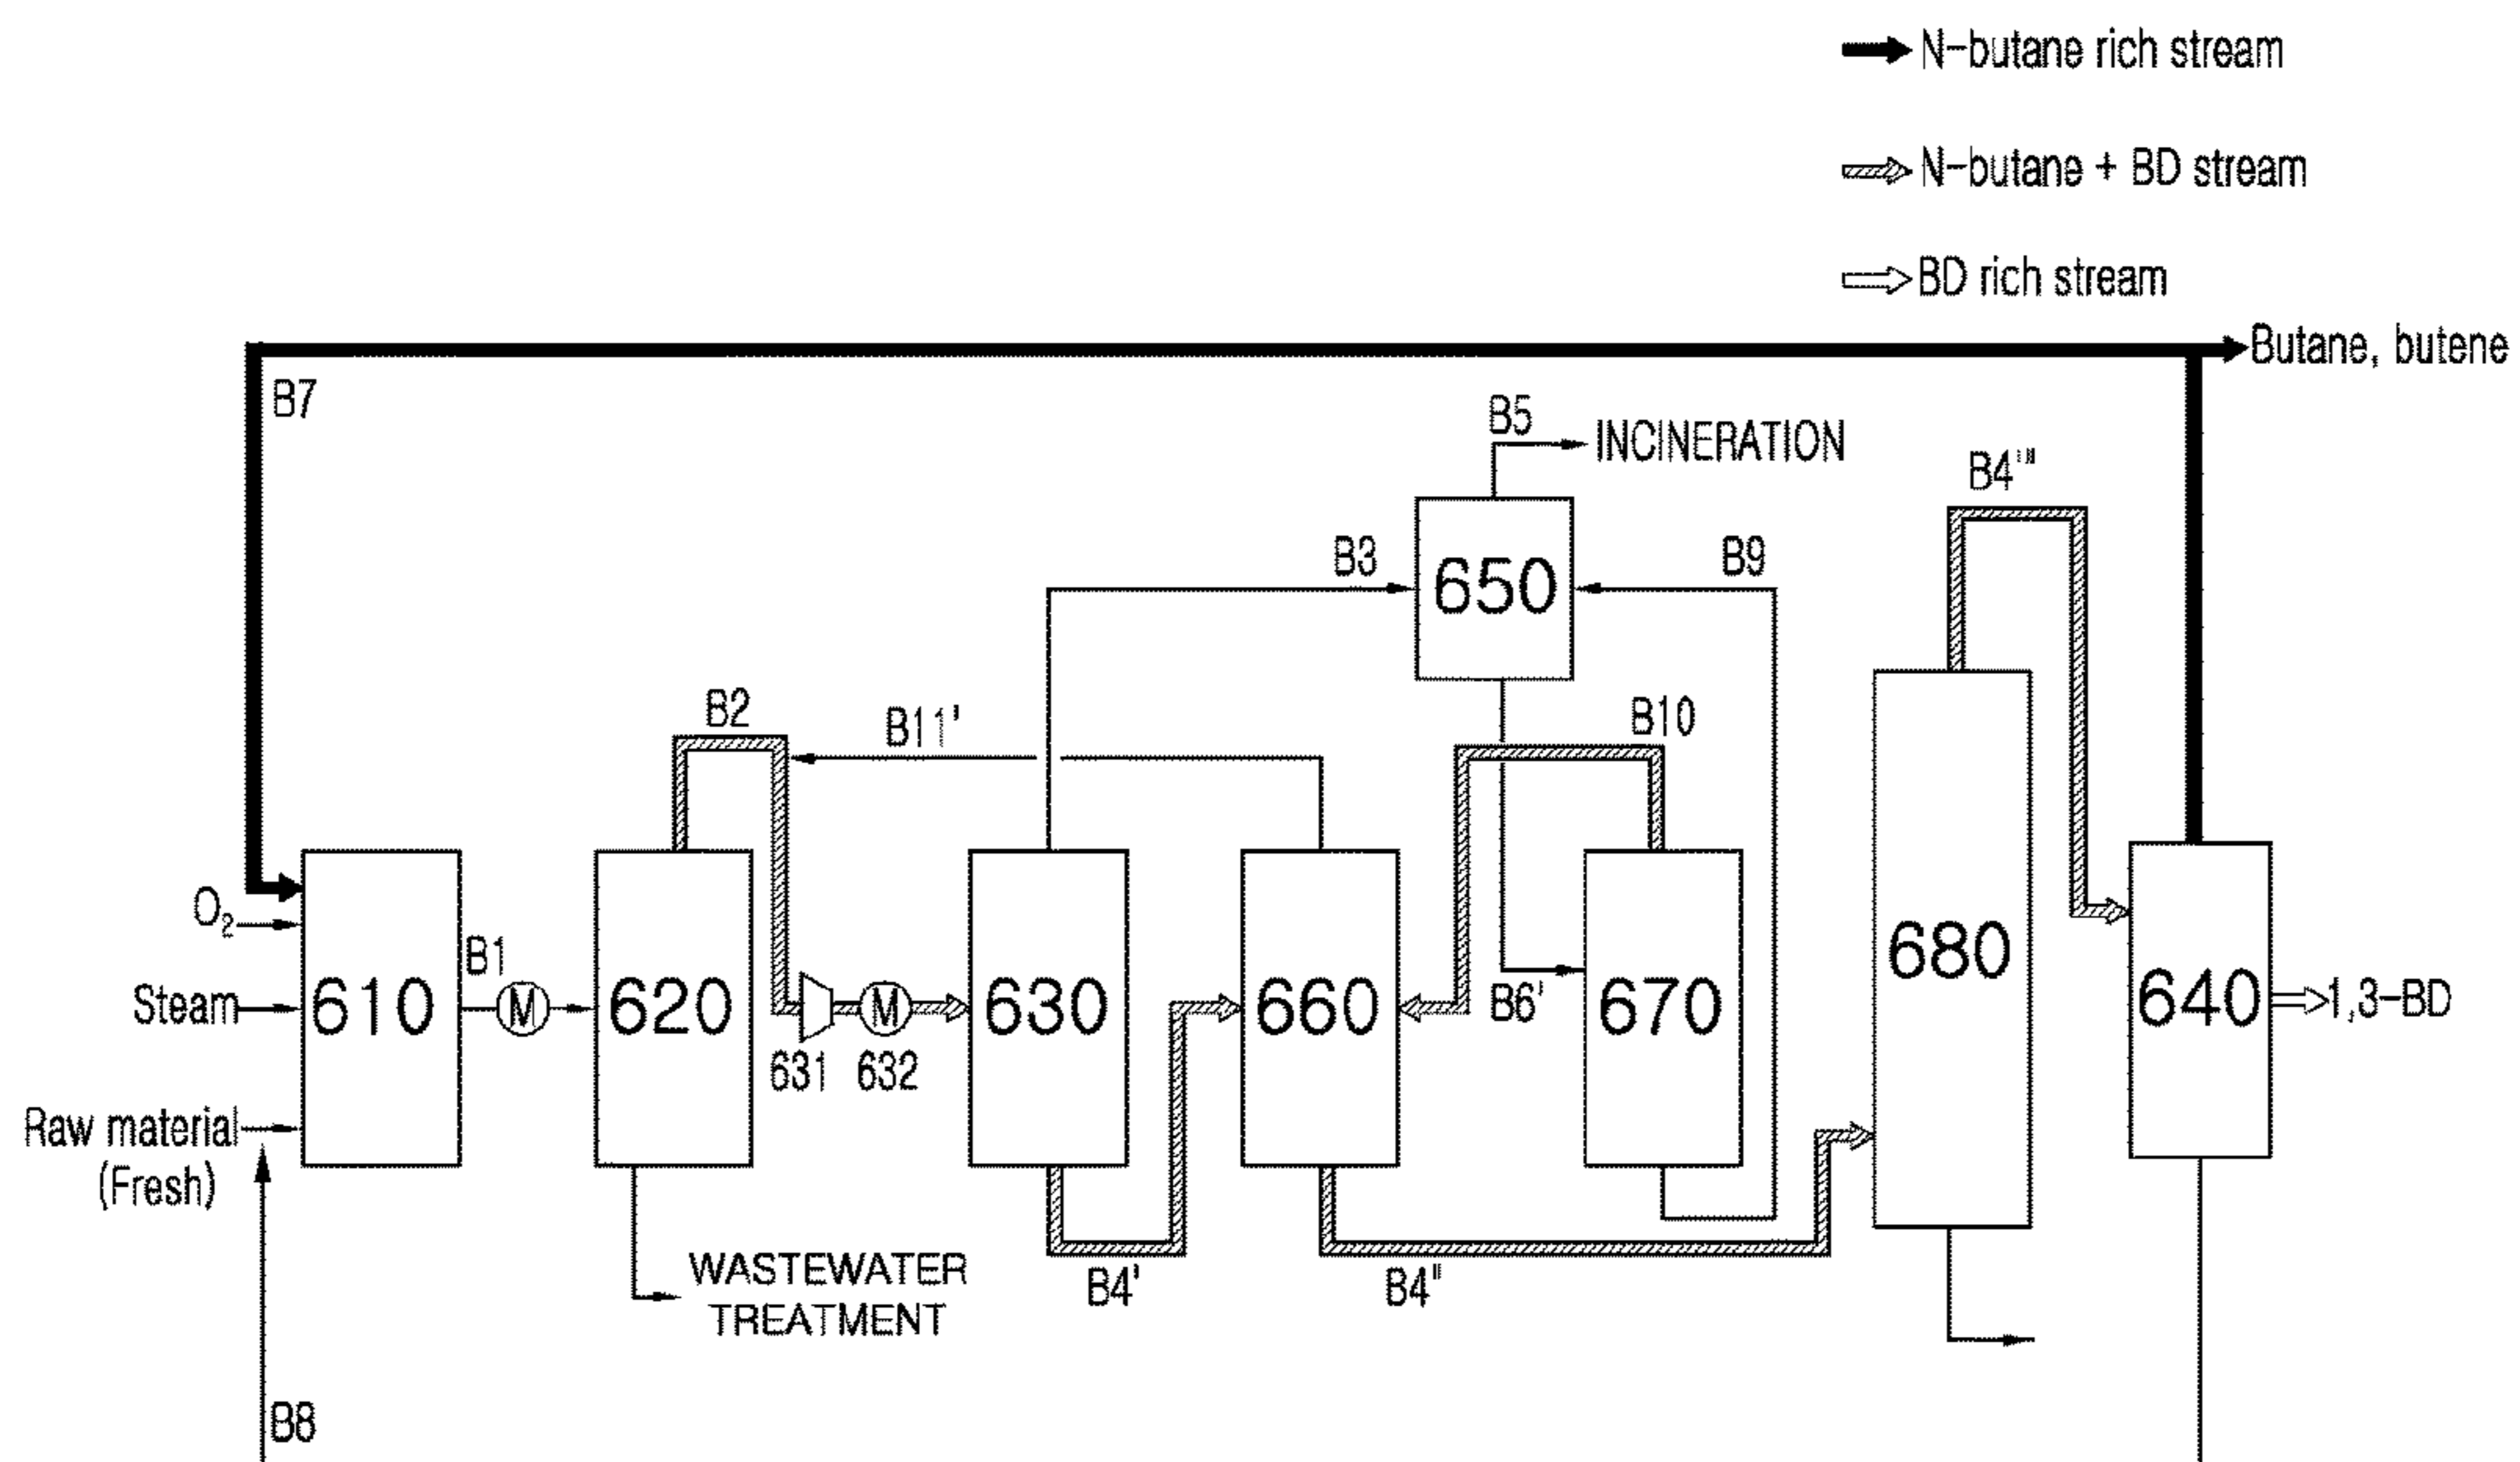 N-butane rich stream
N-butane + BD stream
BD rich stream
Butane, butene
B7
B5
INCINERATION
B4'''
B3
650
B9
B2
B11'
B10
O2
B1
Steam
610
M
620
631
M
632
630
660
B6'
670
680
640
1,3-BD
Raw material
(Fresh)
WASTEWATER
TREATMENT
B4'
B4''
B8